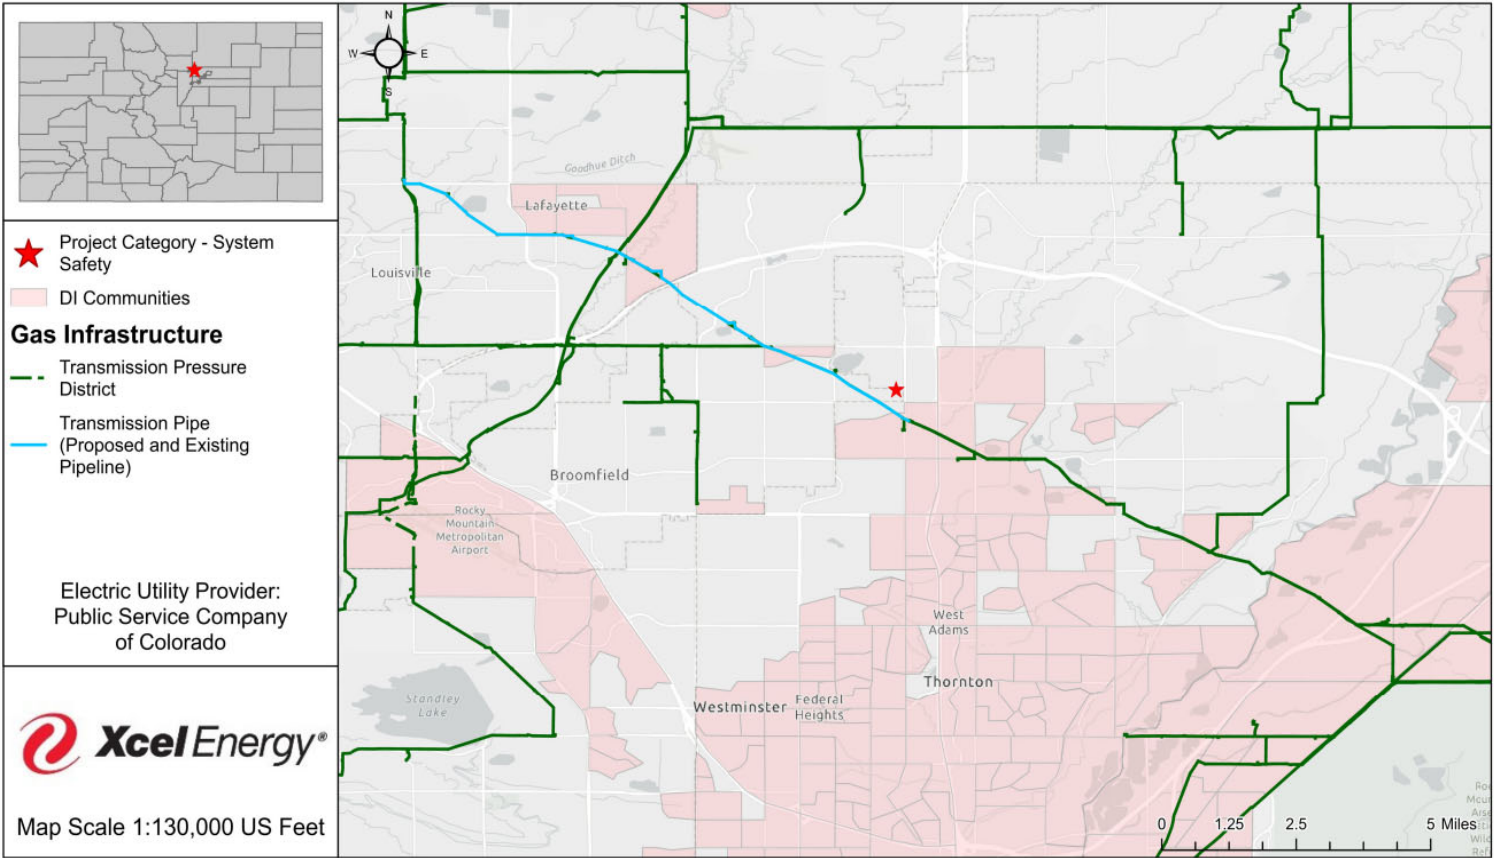 Project Category - System
Safety
DI Communities
Gas Infrastructure
Transmission Pressure
District
Transmission Pipe
(Proposed and Existing
Pipeline)
Electric Utility Provider:
Public Service Company
of Colorado
Xcel Energy®
Map Scale 1:130,000 US Feet
N
W E
S
Goodhue Ditch
Lafayette
Louisville
Broomfield
Rocky
Mountain
Metropolitan
Airport
West
Adams
Thornton
Standley
Lake
Westminster
Federal
Heights
0 1.25 2.5 5 Miles